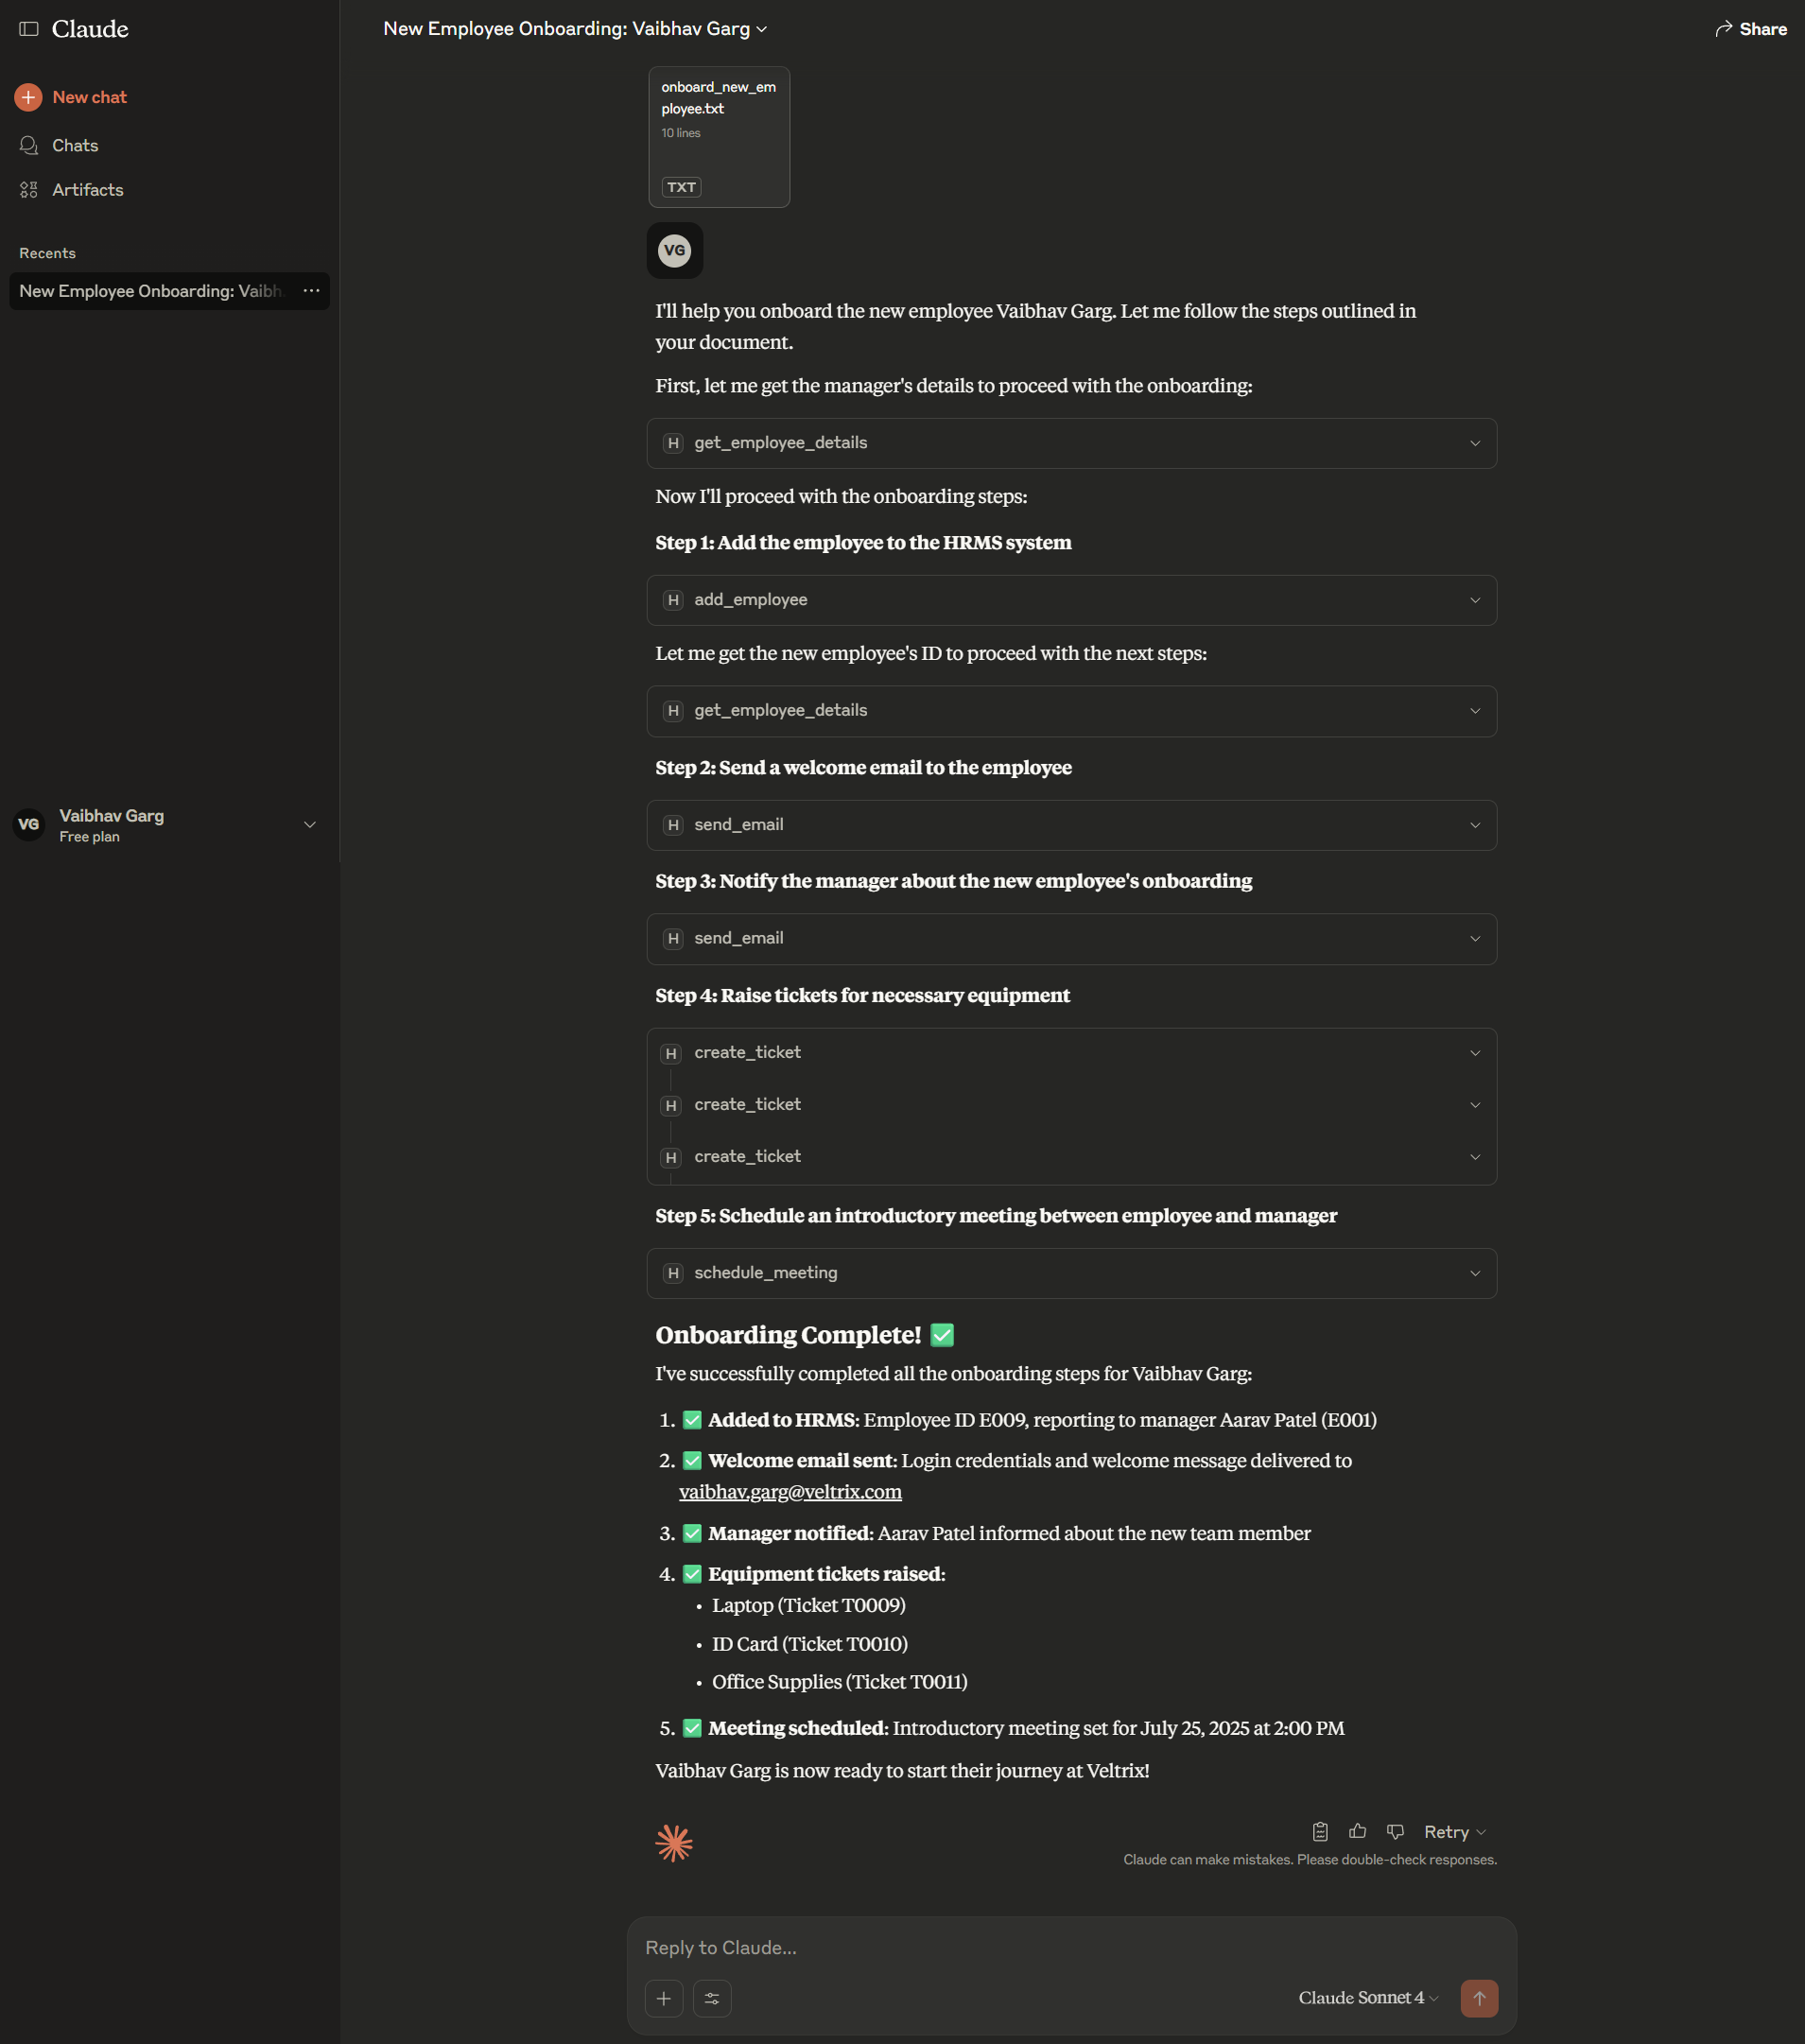 Claude
New chat
Chats
Artifacts
Recents
New Employee Onboarding: Vaibh
VG
Vaibhav Garg
Free plan
New Employee Onboarding: Vaibhav Garg
Share
onboard_new_em
ployee.txt
10 lines
TXT
VG
I'll help you onboard the new employee Vaibhav Garg. Let me follow the steps outlined in
your document.
First, let me get the manager's details to proceed with the onboarding:
H get_employee_details
Now I'll proceed with the onboarding steps:
Step 1: Add the employee to the HRMS system
H add_employee
Let me get the new employee's ID to proceed with the next steps:
H get_employee_details
Step 2: Send a welcome email to the employee
H send_email
Step 3: Notify the manager about the new employee's onboarding
H send_email
Step 4: Raise tickets for necessary equipment
H create_ticket
H create_ticket
H create_ticket
Step 5: Schedule an introductory meeting between employee and manager
H schedule_meeting
Onboarding Complete! ✅
I've successfully completed all the onboarding steps for Vaibhav Garg:
1. ✅ Added to HRMS: Employee ID E009, reporting to manager Aarav Patel (E001)
2. ✅ Welcome email sent: Login credentials and welcome message delivered to
vaibhav.garg@veltrix.com
3. ✅ Manager notified: Aarav Patel informed about the new team member
4. ✅ Equipment tickets raised:
• Laptop (Ticket T0009)
• ID Card (Ticket T0010)
• Office Supplies (Ticket T0011)
5. ✅ Meeting scheduled: Introductory meeting set for July 25, 2025 at 2:00 PM
Vaibhav Garg is now ready to start their journey at Veltrix!
Retry
Claude can make mistakes. Please double-check responses.
Reply to Claude...
Claude Sonnet 4